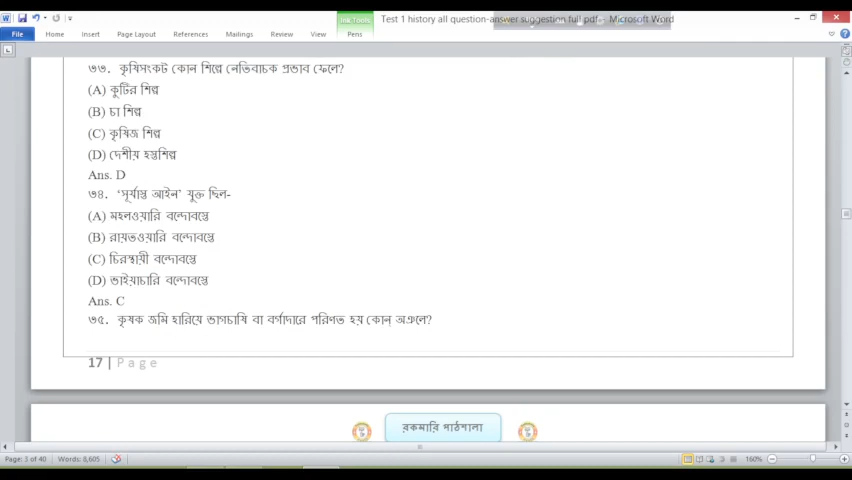 Ink Tools
Test 1 history all question-answer suggestion full pdf - Microsoft Word
File Home Insert Page Layout References Mailings Review View Pens
৩৩. কৃষিসংকট কোন শিল্পে নেতিবাচক প্রভাব ফেলে?
(A) কুটির শিল্প
(B) চা শিল্প
(C) কৃষিজ শিল্প
(D) দেশীয় হস্তশিল্প
Ans. D
৩৪. ‘সূর্যাস্ত আইন’ যুক্ত ছিল-
(A) মহলওয়ারি বন্দোবস্তে
(B) রায়তওয়ারি বন্দোবস্তে
(C) চিরস্থায়ী বন্দোবস্তে
(D) ভাইয়াচারি বন্দোবস্তে
Ans. C
৩৫. কৃষক জমি হারিয়ে ভাগচাষি বা বর্গাদারে পরিণত হয় কোন্ অঞ্চলে?
17 | Page
রকমারি পাঠশালা
Page: 3 of 40 Words: 8,605 160%